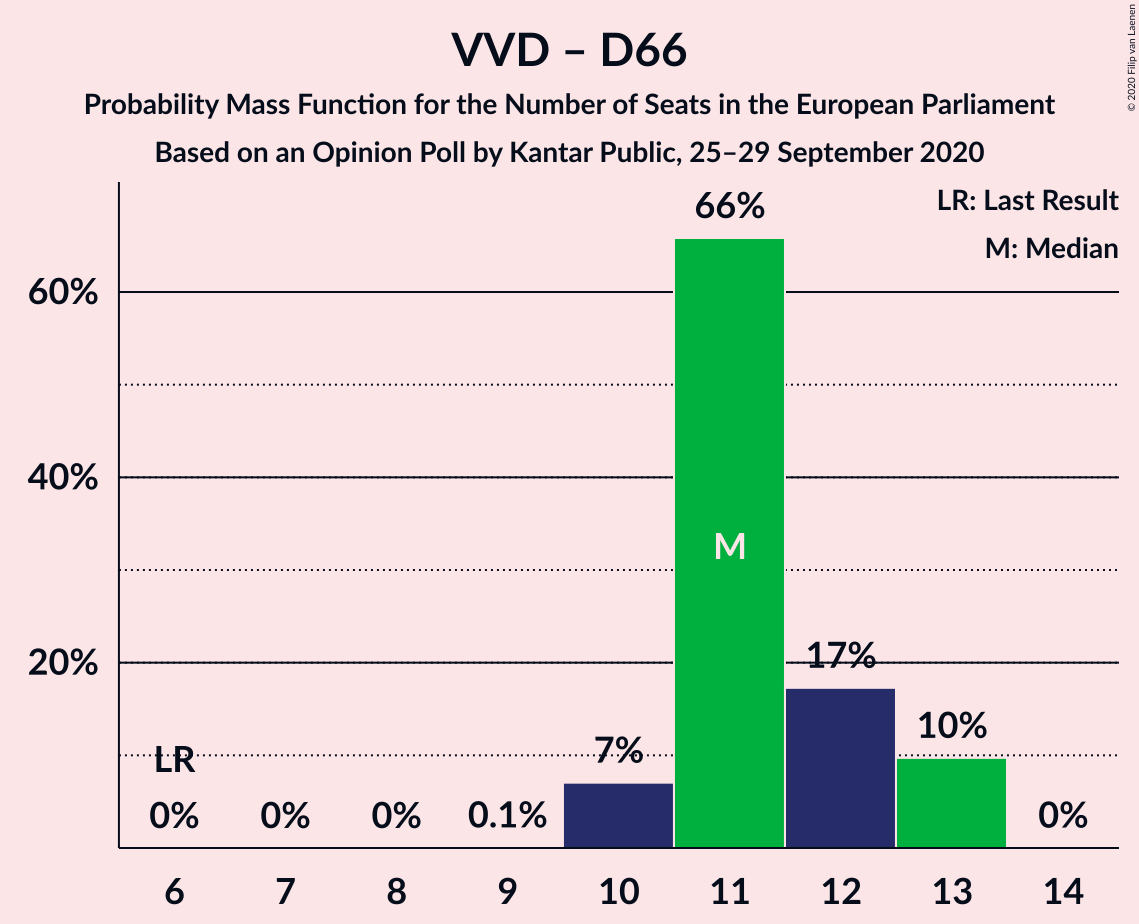 VVD – D66
Probability Mass Function for the Number of Seats in the European Parliament
Based on an Opinion Poll by Kantar Public, 25–29 September 2020
© 2020 Filip van Laenen
LR: Last Result
M: Median
66%
60%
40%
M
20%
17%
10%
7%
LR
0%
0%
0%
0.1%
0%
6 7 8 9 10 11 12 13 14